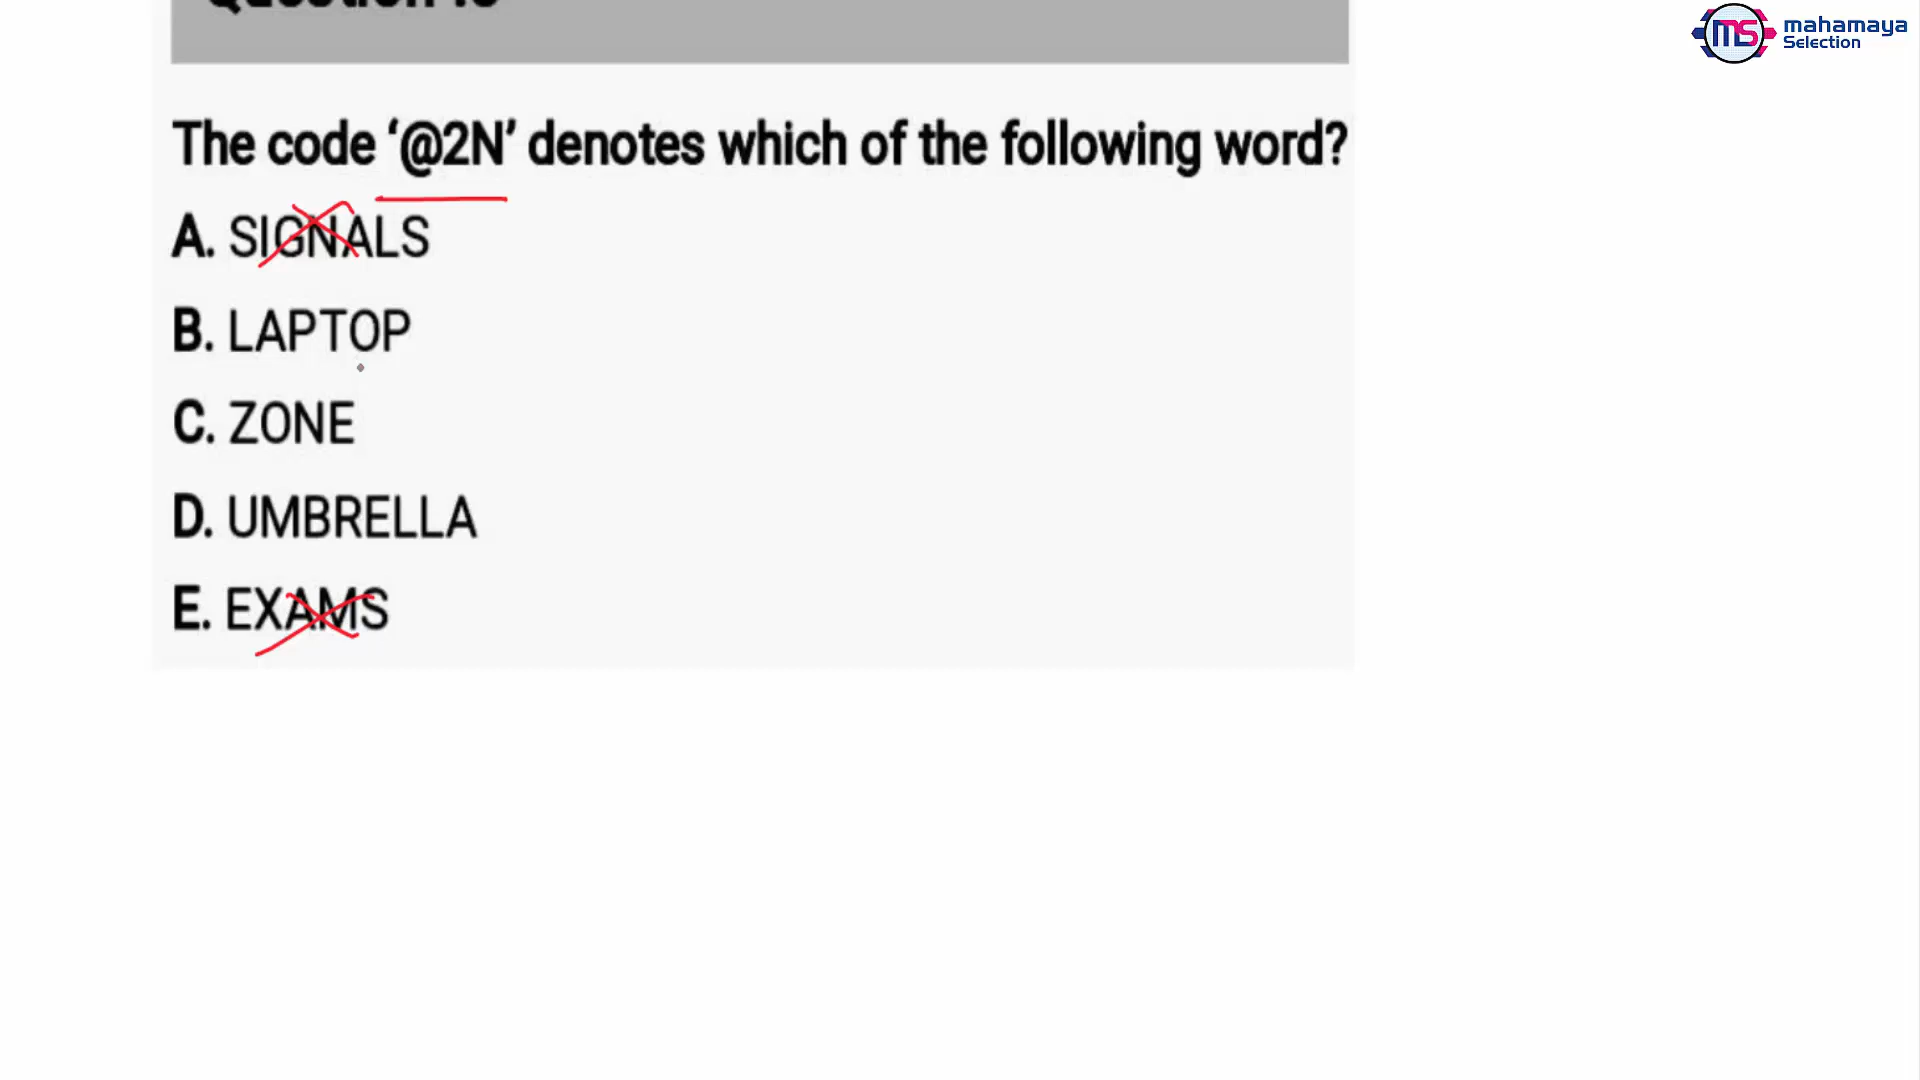 mahamaya
Selection
The code ‘@2N’ denotes which of the following word?
A. SIGNALS
B. LAPTOP
C. ZONE
D. UMBRELLA
E. EXAMS